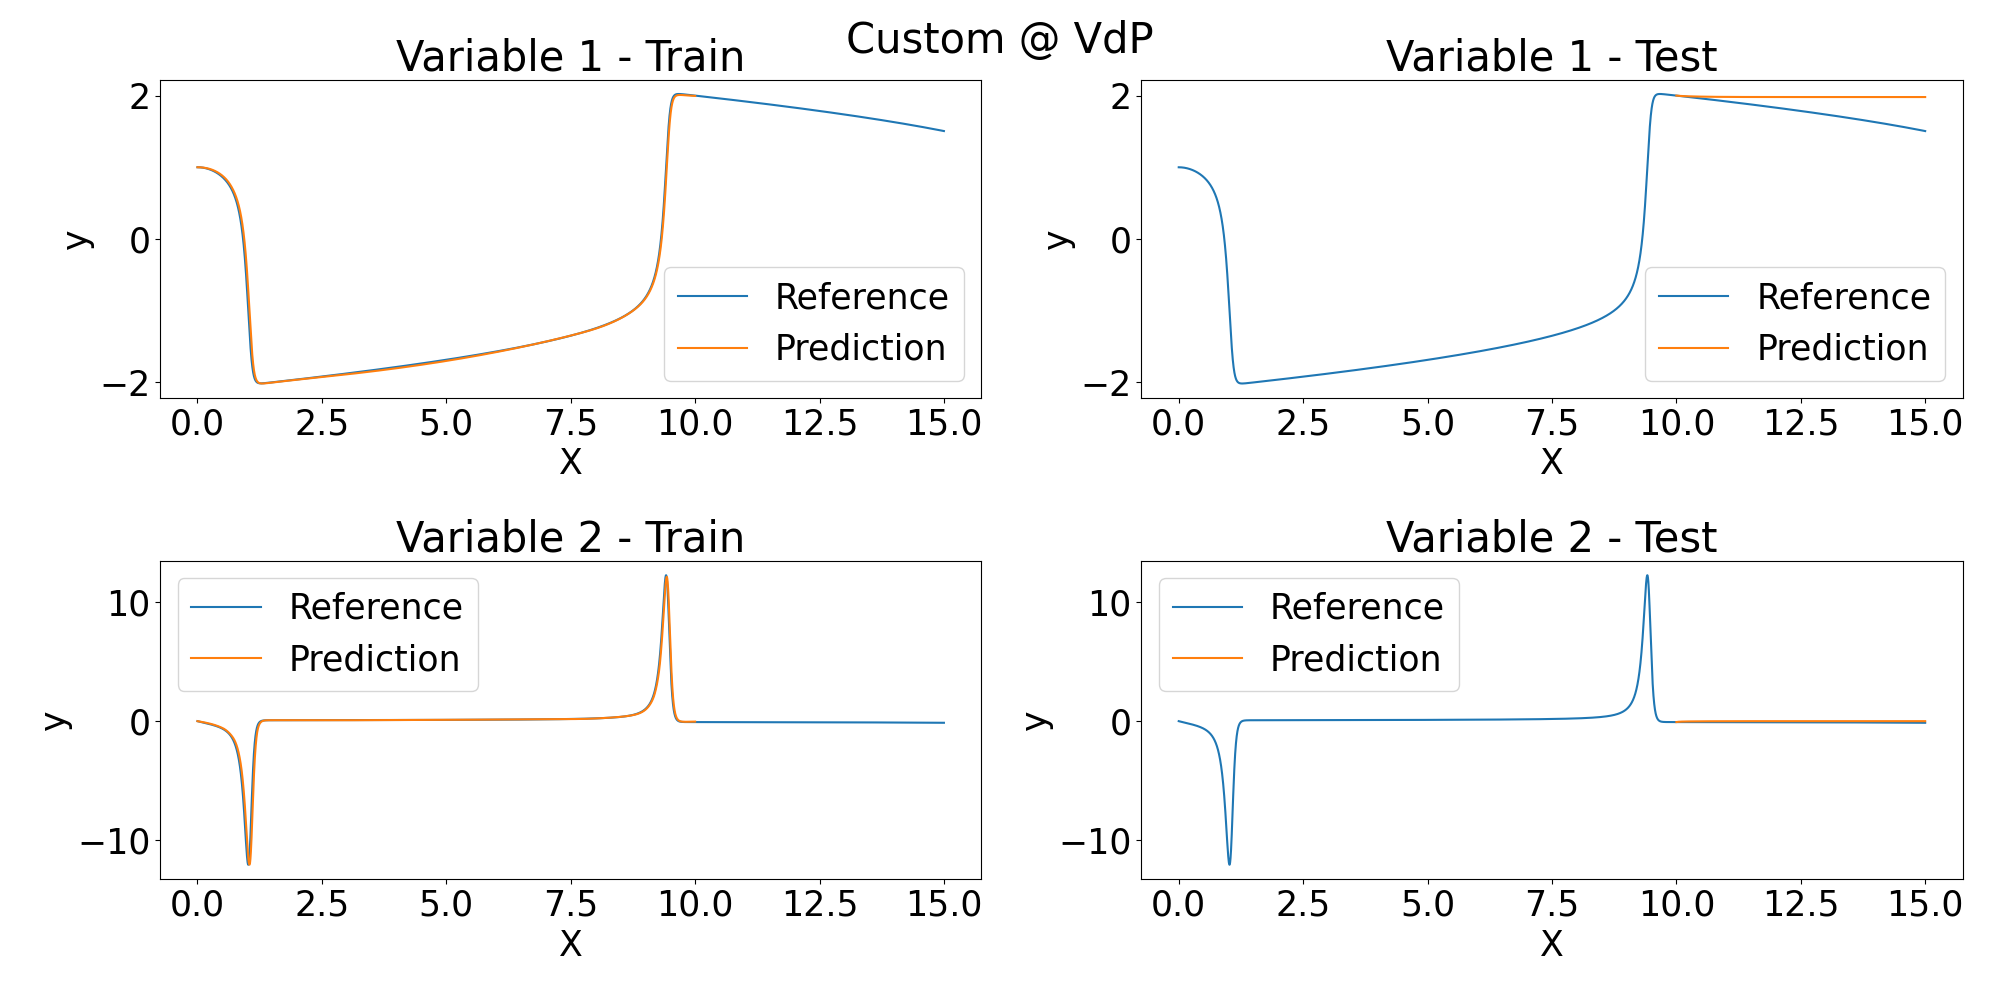 Custom @ VdP
Variable 1 - Train
2
0
−2
y
Reference
Prediction
0.0 2.5 5.0 7.5 10.0 12.5 15.0
X
Variable 1 - Test
2
0
−2
y
Reference
Prediction
0.0 2.5 5.0 7.5 10.0 12.5 15.0
X
Variable 2 - Train
10
0
−10
y
Reference
Prediction
0.0 2.5 5.0 7.5 10.0 12.5 15.0
X
Variable 2 - Test
10
0
−10
y
Reference
Prediction
0.0 2.5 5.0 7.5 10.0 12.5 15.0
X